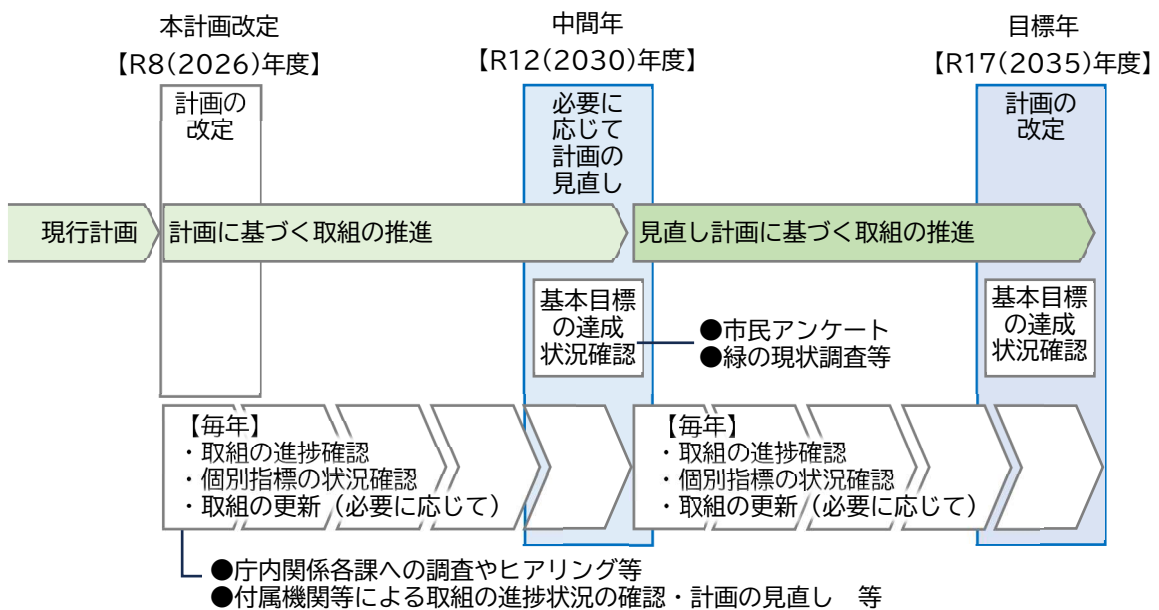 本計画改定
【R8(2026)年度】
中間年
【R12(2030)年度】
目標年
【R17(2035)年度】
計画の
改定
必要に
応じて
計画の
見直し
計画の
改定
現行計画
計画に基づく取組の推進
見直し計画に基づく取組の推進
基本目標
の達成
状況確認
●市民アンケート
●緑の現状調査等
基本目標
の達成
状況確認
【毎年】
・取組の進捗確認
・個別指標の状況確認
・取組の更新（必要に応じて）
【毎年】
・取組の進捗確認
・個別指標の状況確認
・取組の更新（必要に応じて）
●庁内関係各課への調査やヒアリング等
●付属機関等による取組の進捗状況の確認・計画の見直し　等